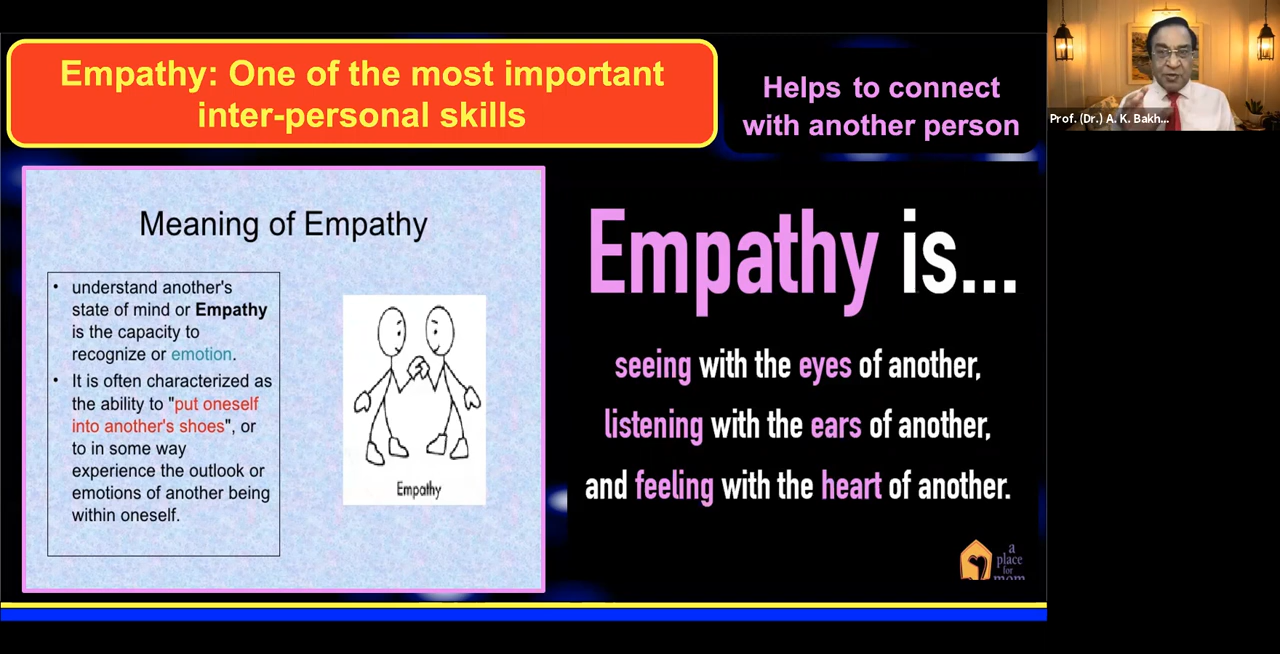 Empathy: One of the most important
inter-personal skills
Helps to connect
with another person
Prof. (Dr.) A. K. Bakh...
Meaning of Empathy
• understand another's
state of mind or Empathy
is the capacity to
recognize or emotion.
• It is often characterized as
the ability to "put oneself
into another's shoes", or
to in some way
experience the outlook or
emotions of another being
within oneself.
Empathy
Empathy is...
seeing with the eyes of another,
listening with the ears of another,
and feeling with the heart of another.
a
place
for
mom